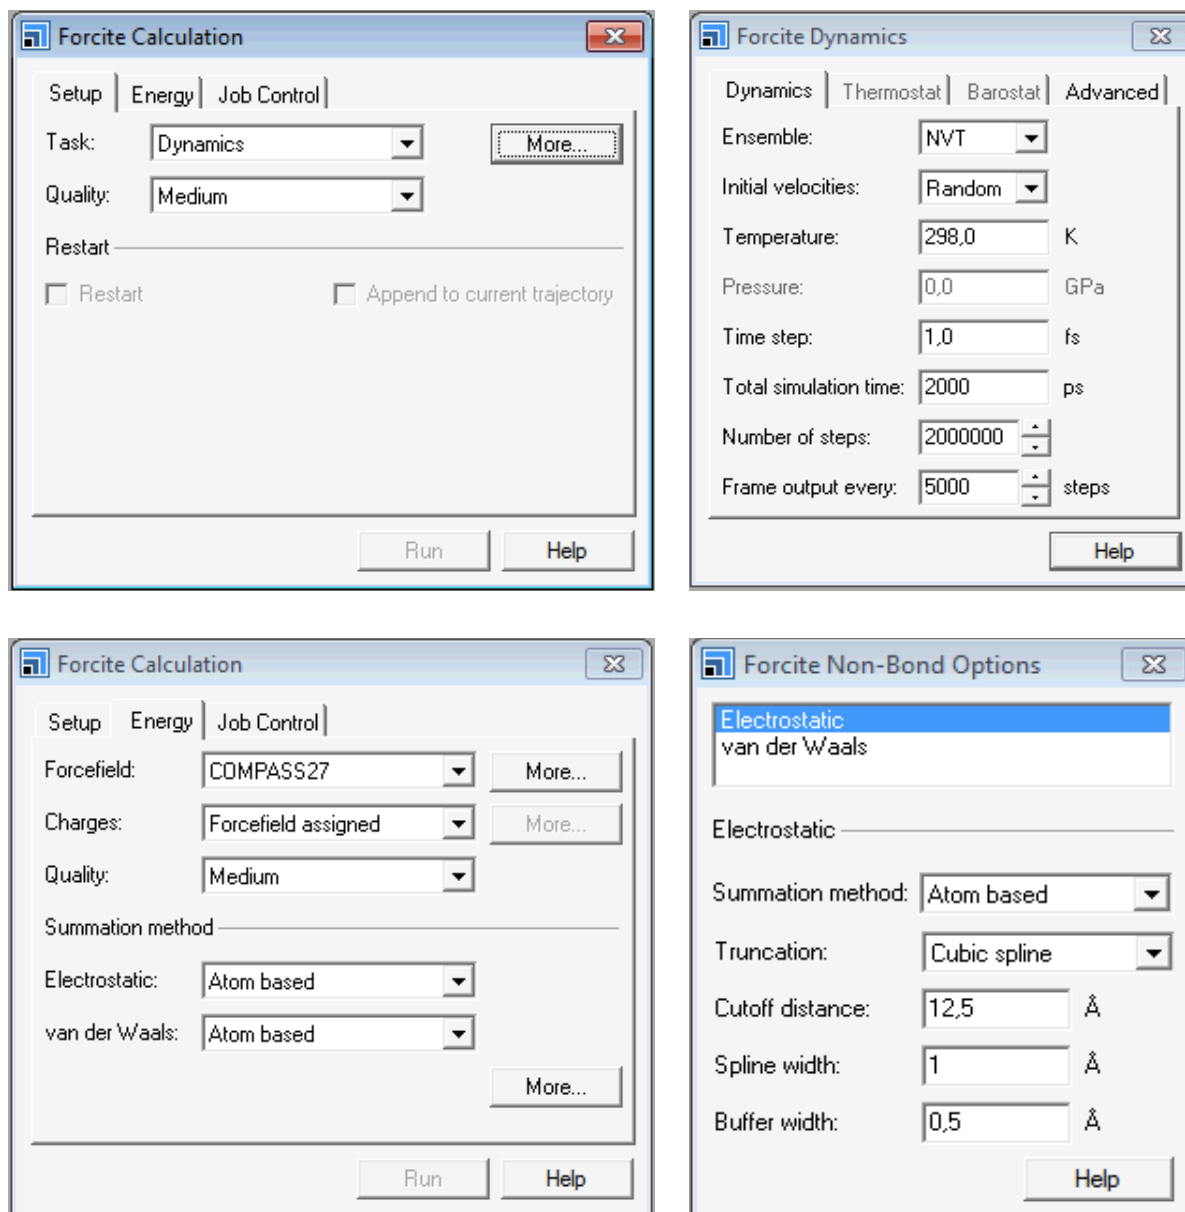 Forcite Calculation
Setup Energy Job Control
Task: Dynamics More...
Quality: Medium
Restart
Restart Append to current trajectory
Run Help
Forcite Dynamics
Dynamics Thermostat Barostat Advanced
Ensemble: NVT
Initial velocities: Random
Temperature: 298,0 K
Pressure: 0,0 GPa
Time step: 1,0 fs
Total simulation time: 2000 ps
Number of steps: 2000000
Frame output every: 5000 steps
Help
Forcite Calculation
Setup Energy Job Control
Forcefield: COMPASS27 More...
Charges: Forcefield assigned More...
Quality: Medium
Summation method
Electrostatic: Atom based
van der Waals: Atom based
More...
Run Help
Forcite Non-Bond Options
Electrostatic
van der Waals
Electrostatic
Summation method: Atom based
Truncation: Cubic spline
Cutoff distance: 12,5 Å
Spline width: 1 Å
Buffer width: 0,5 Å
Help